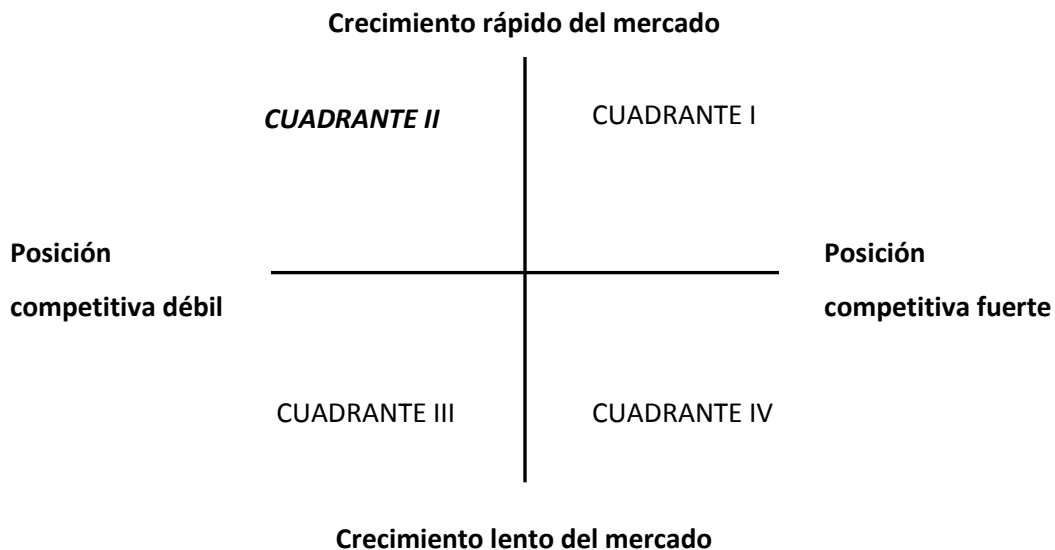 Crecimiento rápido del mercado
CUADRANTE II
CUADRANTE I
Posición
competitiva débil
Posición
competitiva fuerte
CUADRANTE III
CUADRANTE IV
Crecimiento lento del mercado